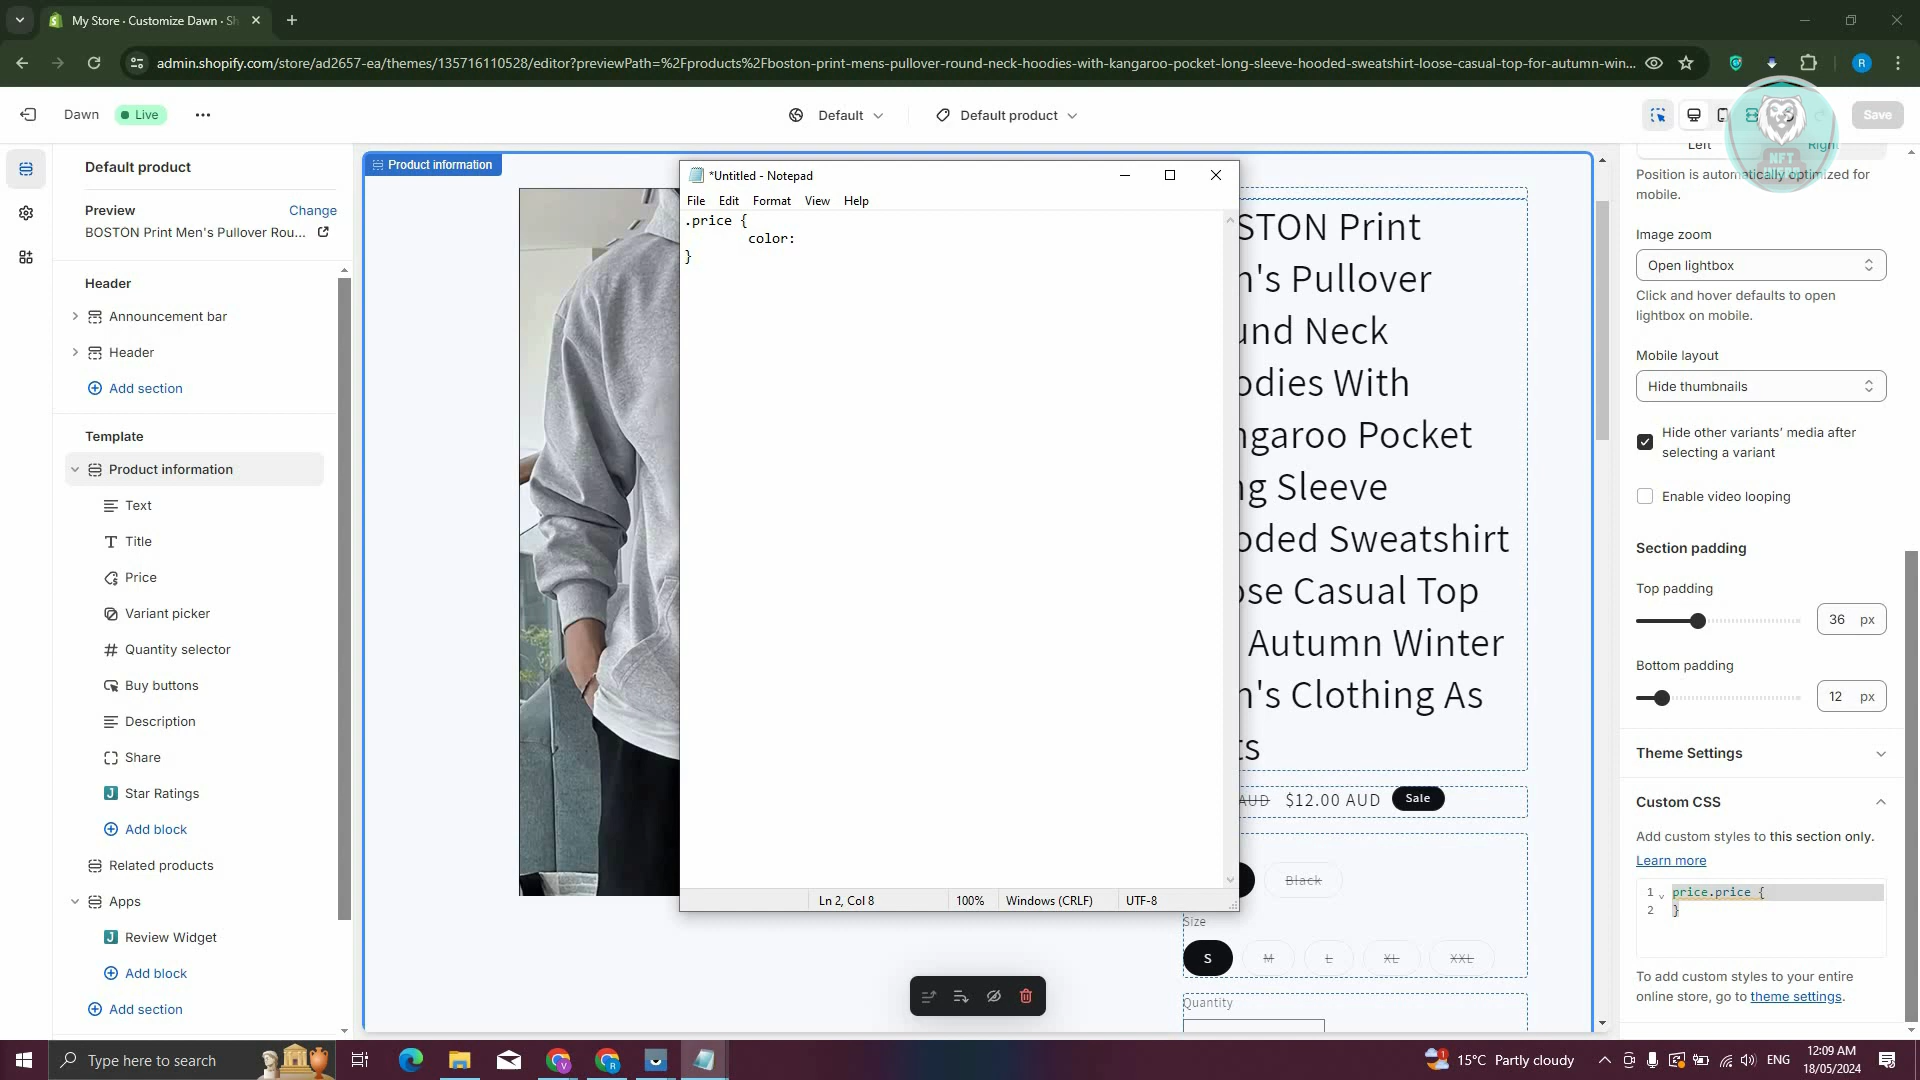 My Store · Customize Dawn · Sh
admin.shopify.com/store/ad2657-ea/themes/135716110528/editor?previewPath=%2Fproducts%2Fboston-print-mens-pullover-round-neck-hoodies-with-kangaroo-pocket-long-sleeve-hooded-sweatshirt-loose-casual-top-for-autumn-win...
R
Dawn
Live
Default
Default product
Save
Default product
Preview
Change
BOSTON Print Men's Pullover Rou...
Header
Announcement bar
Header
Add section
Template
Product information
Text
Title
Price
Variant picker
Quantity selector
Buy buttons
Description
Share
Star Ratings
Add block
Related products
Apps
Review Widget
Add block
Add section
Product information
*Untitled - Notepad
File Edit Format View Help
.price {
color:
}
Ln 2, Col 8
100%
Windows (CRLF)
UTF-8
STON Print
n's Pullover
und Neck
odies With
ngaroo Pocket
ng Sleeve
oded Sweatshirt
ose Casual Top
Autumn Winter
n's Clothing As
ts
AUD $12.00 AUD Sale
Black
Size
S M L XL XXL
Quantity
Left
Right
NFT
Position is automatically optimized for
mobile.
Image zoom
Open lightbox
Click and hover defaults to open
lightbox on mobile.
Mobile layout
Hide thumbnails
Hide other variants' media after
selecting a variant
Enable video looping
Section padding
Top padding
36 px
Bottom padding
12 px
Theme Settings
Custom CSS
Add custom styles to this section only.
Learn more
1 price.price {
2 }
To add custom styles to your entire
online store, go to theme settings.
Type here to search
15°C Partly cloudy
ENG
12:09 AM
18/05/2024